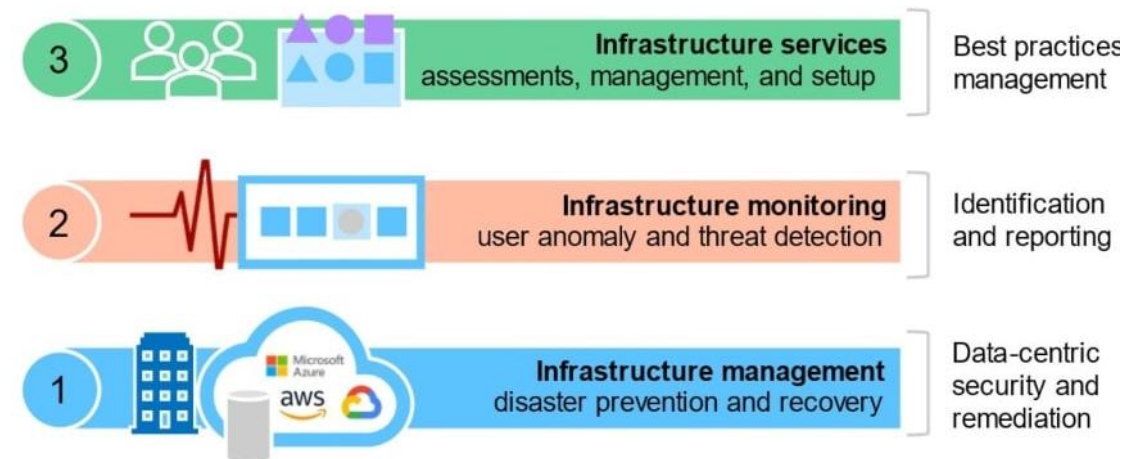 3
Infrastructure services
assessments, management, and setup
Best practices
management
2
Infrastructure monitoring
user anomaly and threat detection
Identification
and reporting
1
Microsoft
Azure
aws
Infrastructure management
disaster prevention and recovery
Data-centric
security and
remediation